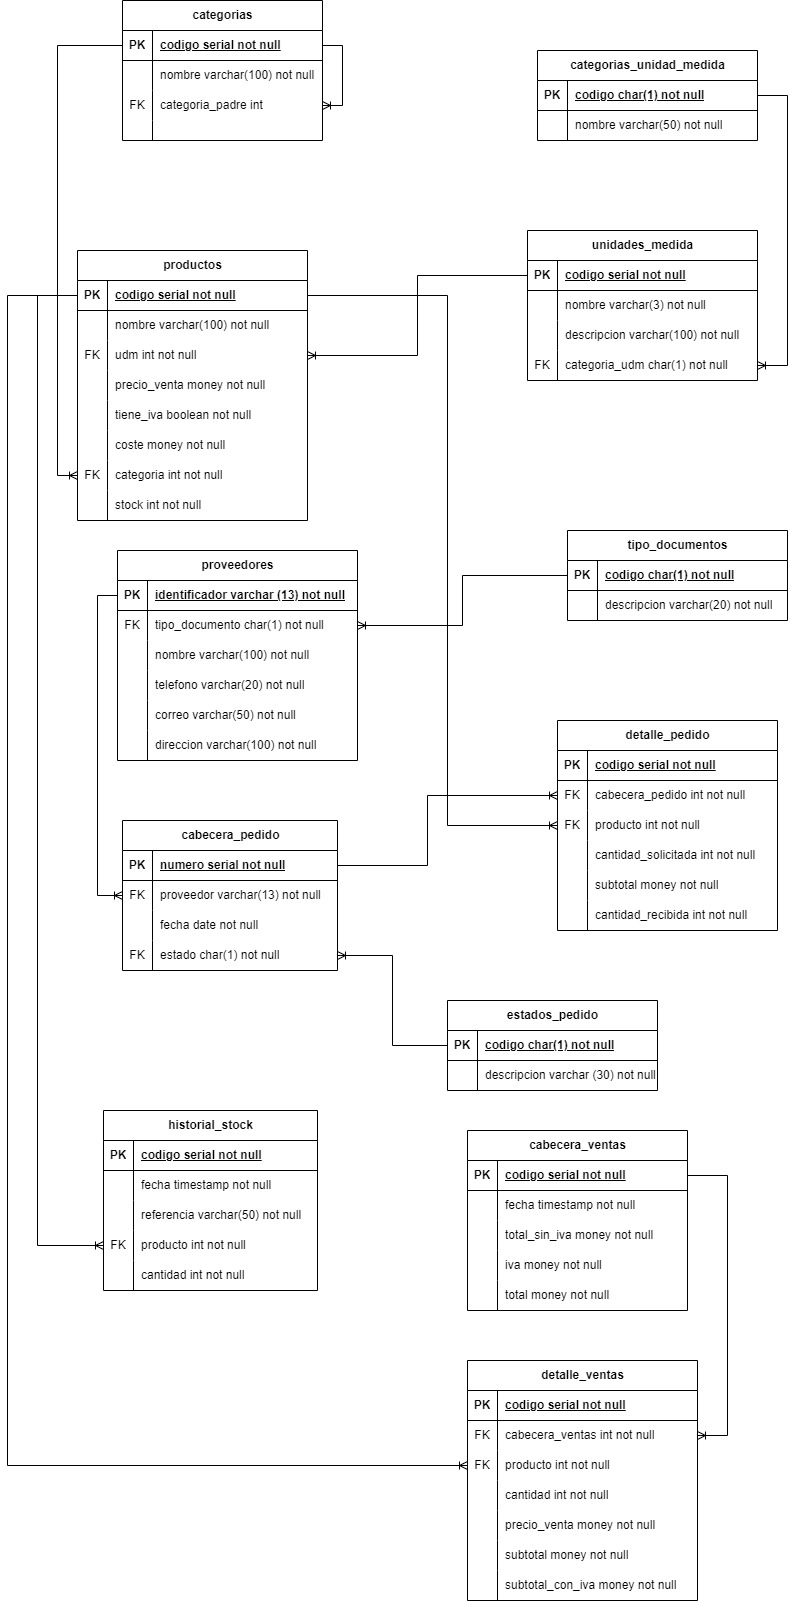 categorias
PK codigo serial not null
nombre varchar(100) not null
FK categoria_padre int
categorias_unidad_medida
PK codigo char(1) not null
nombre varchar(50) not null
unidades_medida
PK codigo serial not null
nombre varchar(3) not null
descripcion varchar(100) not null
FK categoria_udm char(1) not null
productos
PK codigo serial not null
nombre varchar(100) not null
FK udm int not null
precio_venta money not null
tiene_iva boolean not null
coste money not null
FK categoria int not null
stock int not null
tipo_documentos
PK codigo char(1) not null
descripcion varchar(20) not null
proveedores
PK identificador varchar (13) not null
FK tipo_documento char(1) not null
nombre varchar(100) not null
telefono varchar(20) not null
correo varchar(50) not null
direccion varchar(100) not null
detalle_pedido
PK codigo serial not null
FK cabecera_pedido int not null
FK producto int not null
cantidad_solicitada int not null
subtotal money not null
cantidad_recibida int not null
cabecera_pedido
PK numero serial not null
FK proveedor varchar(13) not null
fecha date not null
FK estado char(1) not null
estados_pedido
PK codigo char(1) not null
descripcion varchar (30) not null
historial_stock
PK codigo serial not null
fecha timestamp not null
referencia varchar(50) not null
FK producto int not null
cantidad int not null
cabecera_ventas
PK codigo serial not null
fecha timestamp not null
total_sin_iva money not null
iva money not null
total money not null
detalle_ventas
PK codigo serial not null
FK cabecera_ventas int not null
FK producto int not null
cantidad int not null
precio_venta money not null
subtotal money not null
subtotal_con_iva money not null